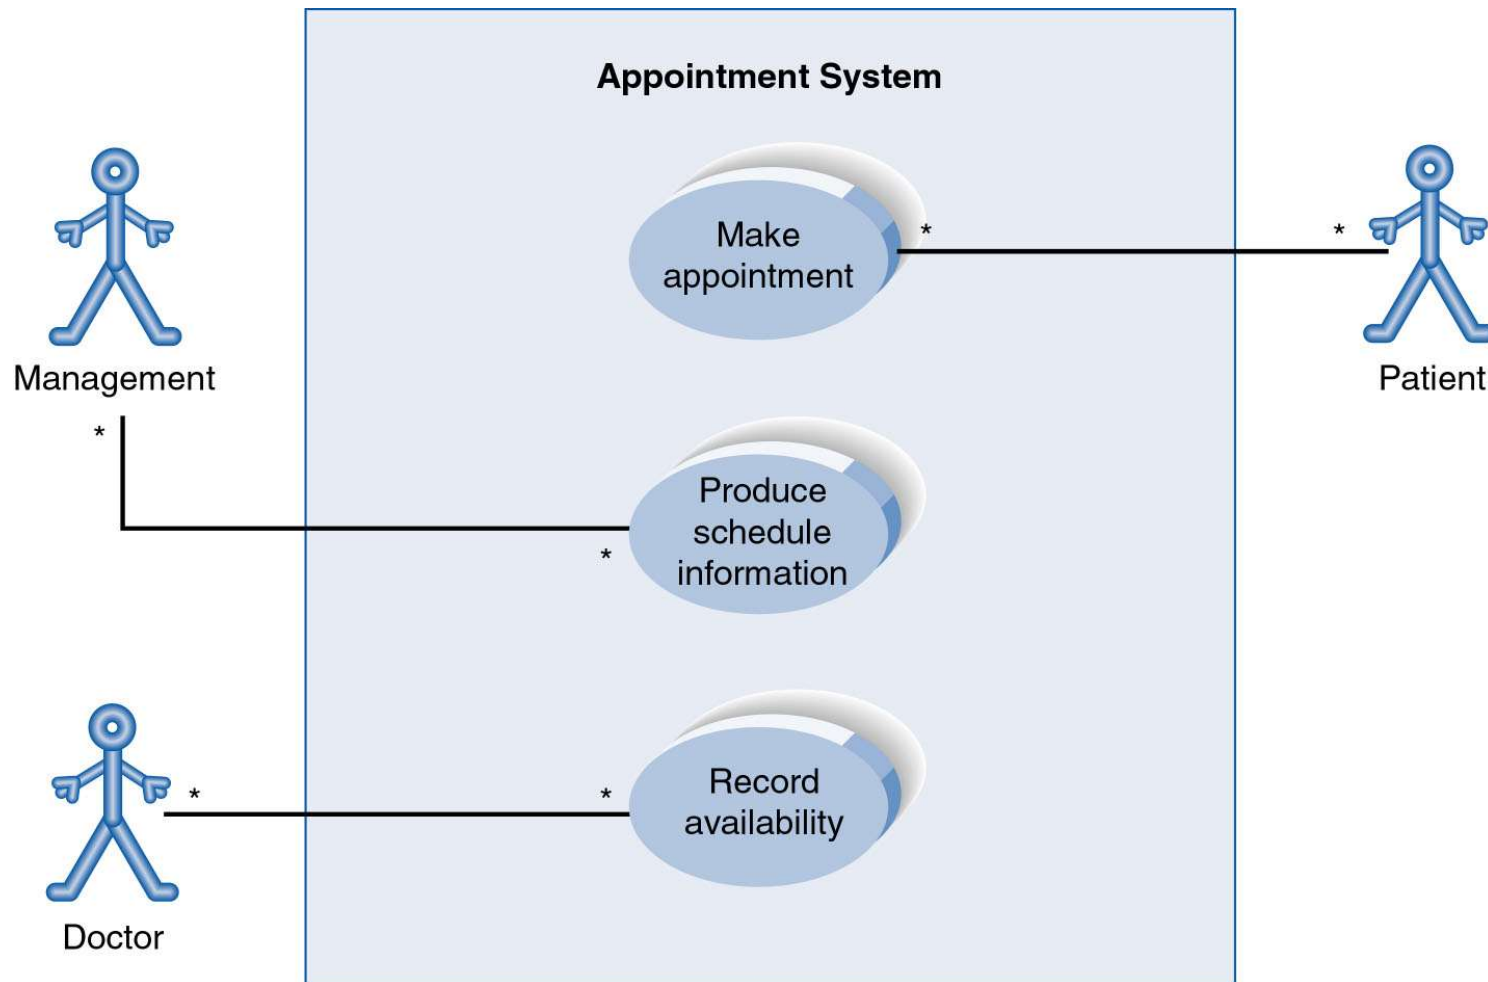 Appointment System
Make
appointment
*
*
Management
Patient
*
Produce
schedule
information
*
Record
availability
*
*
Doctor